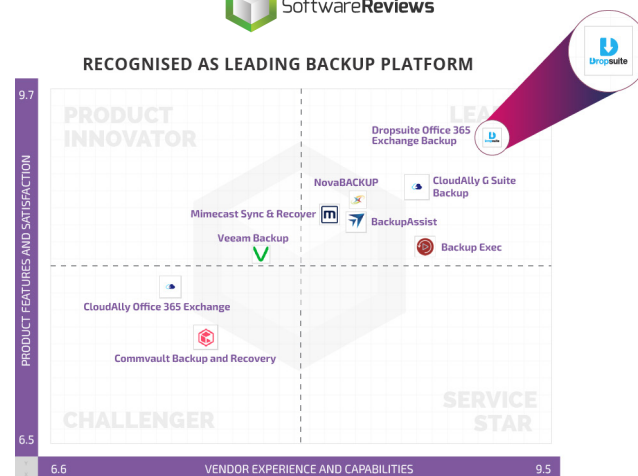 SoftwareReviews
RECOGNISED AS LEADING BACKUP PLATFORM
Dropsuite
9.7
PRODUCT
INNOVATOR
Dropsuite Office 365
Exchange Backup
NovaBACKUP
CloudAlly G Suite
Backup
Mimecast Sync & Recover
m
BackupAssist
Veeam Backup
Backup Exec
PRODUCT FEATURES AND SATISFACTION
CloudAlly Office 365 Exchange
Commvault Backup and Recovery
CHALLENGER
SERVICE
STAR
6.5
6.6
VENDOR EXPERIENCE AND CAPABILITIES
9.5